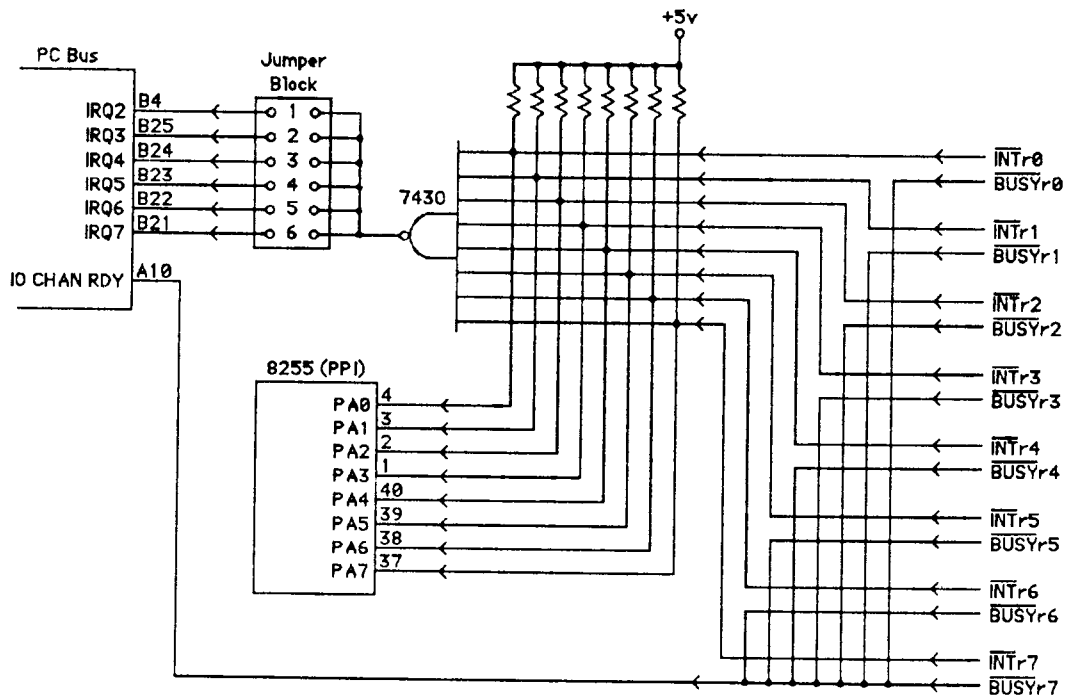 +5v
PC Bus
Jumper
Block
IRQ2 B4
IRQ3 B25
IRQ4 B24
IRQ5 B23
IRQ6 B22
IRQ7 B21
IO CHAN RDY A10
1
2
3
4
5
6
7430
8255 (PPI)
PA0 4
PA1 3
PA2 2
PA3 1
PA4 40
PA5 39
PA6 38
PA7 37
INTr0
BUSYr0
INTr1
BUSYr1
INTr2
BUSYr2
INTr3
BUSYr3
INTr4
BUSYr4
INTr5
BUSYr5
INTr6
BUSYr6
INTr7
BUSYr7